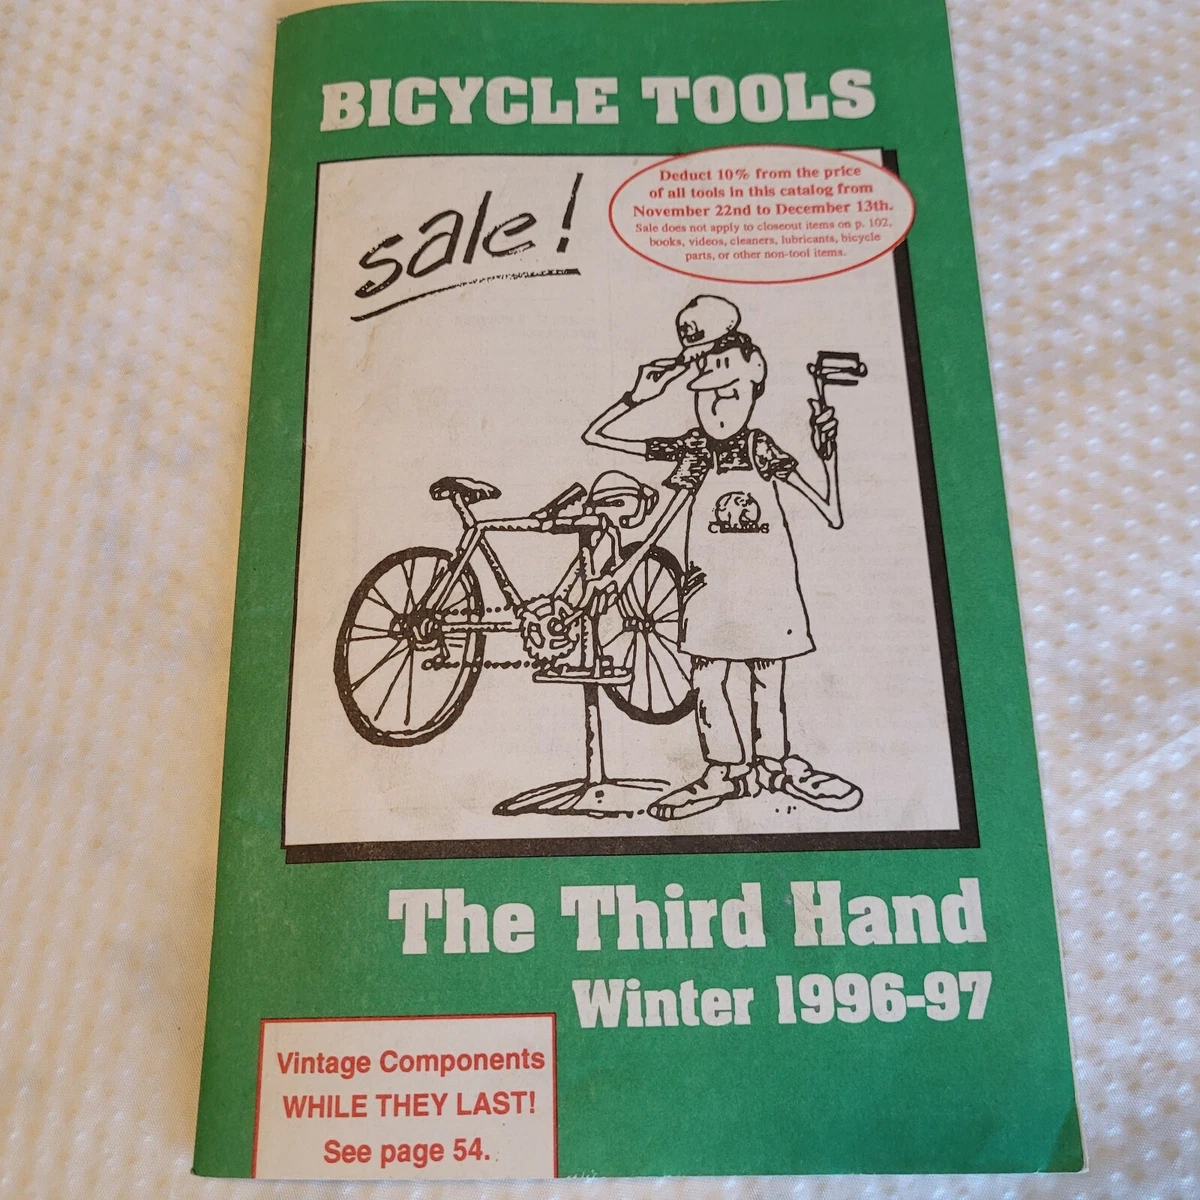 BICYCLE TOOLS
sale!
Deduct 10% from the price
of all tools in this catalog from
November 22nd to December 13th.
Sale does not apply to closeout items on p. 102,
books, videos, cleaners, lubricants, bicycle
parts, or other non-tool items.
The Third Hand
Winter 1996-97
Vintage Components
WHILE THEY LAST!
See page 54.